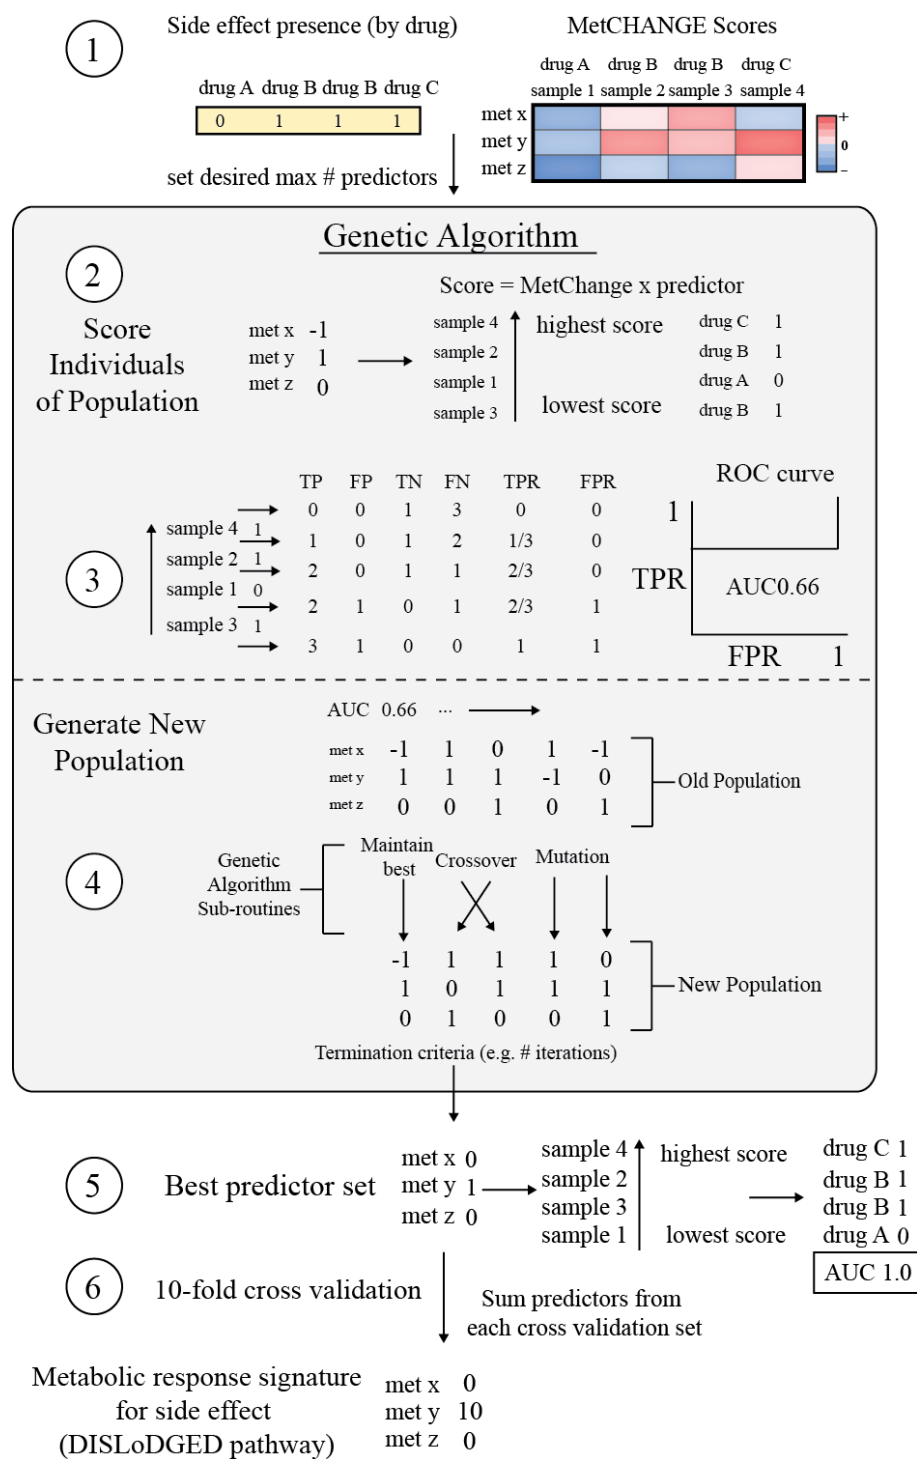 1
Side effect presence (by drug)
drug A drug B drug B drug C
0 1 1 1
set desired max # predictors
MetCHANGE Scores
drug A drug B drug B drug C
sample 1 sample 2 sample 3 sample 4
met x
met y
met z
+
0
−
Genetic Algorithm
2
Score
Individuals
of Population
met x -1
met y 1
met z 0
Score = MetChange x predictor
sample 4 highest score drug C 1
sample 2 drug B 1
sample 1 drug A 0
sample 3 lowest score drug B 1
3
TP FP TN FN TPR FPR
0 0 1 3 0 0
sample 4 1
1 0 1 2 1/3 0
sample 2 1
2 0 1 1 2/3 0
sample 1 0
2 1 0 1 2/3 1
sample 3 1
3 1 0 0 1 1
ROC curve
1
TPR
AUC0.66
FPR 1
Generate New
Population
AUC 0.66 ...
met x -1 1 0 1 -1
met y 1 1 1 -1 0
met z 0 0 1 0 1
Old Population
4
Genetic
Algorithm
Sub-routines
Maintain
best
Crossover
Mutation
-1 1 1 1 0
1 0 1 1 1
0 1 0 0 1
New Population
Termination criteria (e.g. # iterations)
5
Best predictor set
met x 0
met y 1
met z 0
sample 4 highest score drug C 1
sample 2 drug B 1
sample 3 drug B 1
sample 1 lowest score drug A 0
AUC 1.0
6
10-fold cross validation
Sum predictors from
each cross validation set
Metabolic response signature
for side effect
(DISLoDGED pathway)
met x 0
met y 10
met z 0